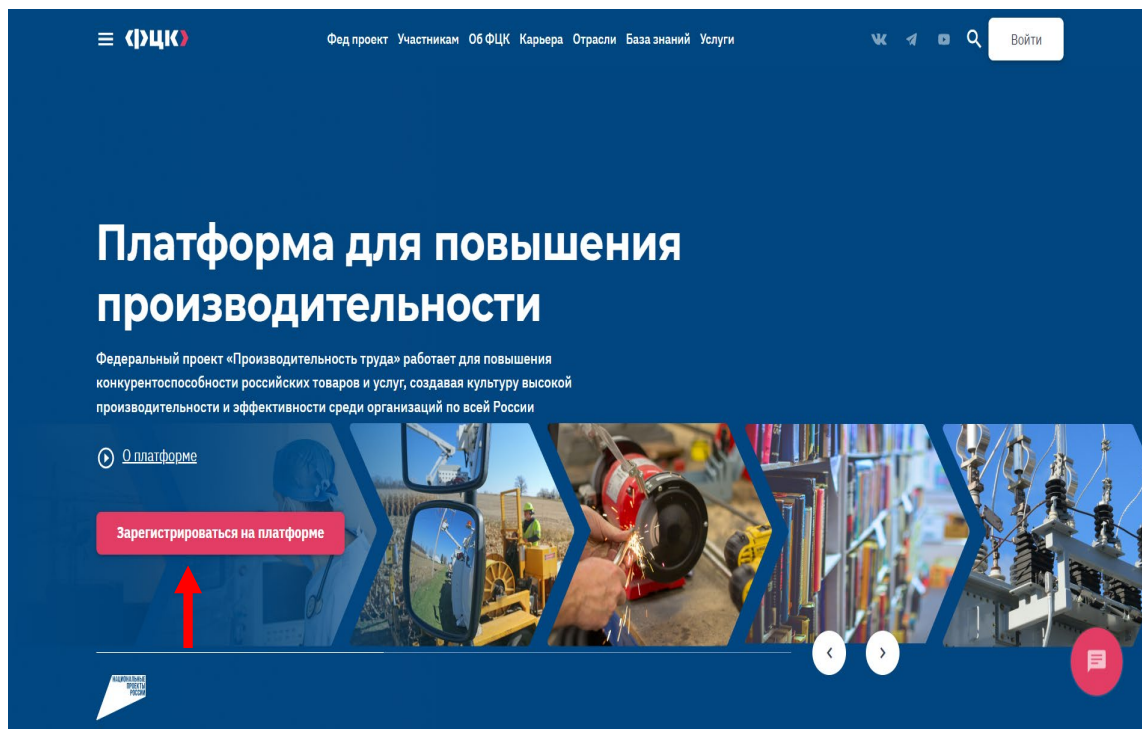 ФЦК
Фед проект Участникам Об ФЦК Карьера Отрасли База знаний Услуги
Войти
Платформа для повышения
производительности
Федеральный проект «Производительность труда» работает для повышения
конкурентоспособности российских товаров и услуг, создавая культуру высокой
производительности и эффективности среди организаций по всей России
О платформе
Зарегистрироваться на платформе
НАЦИОНАЛЬНЫЕ
ПРОЕКТЫ
РОССИИ